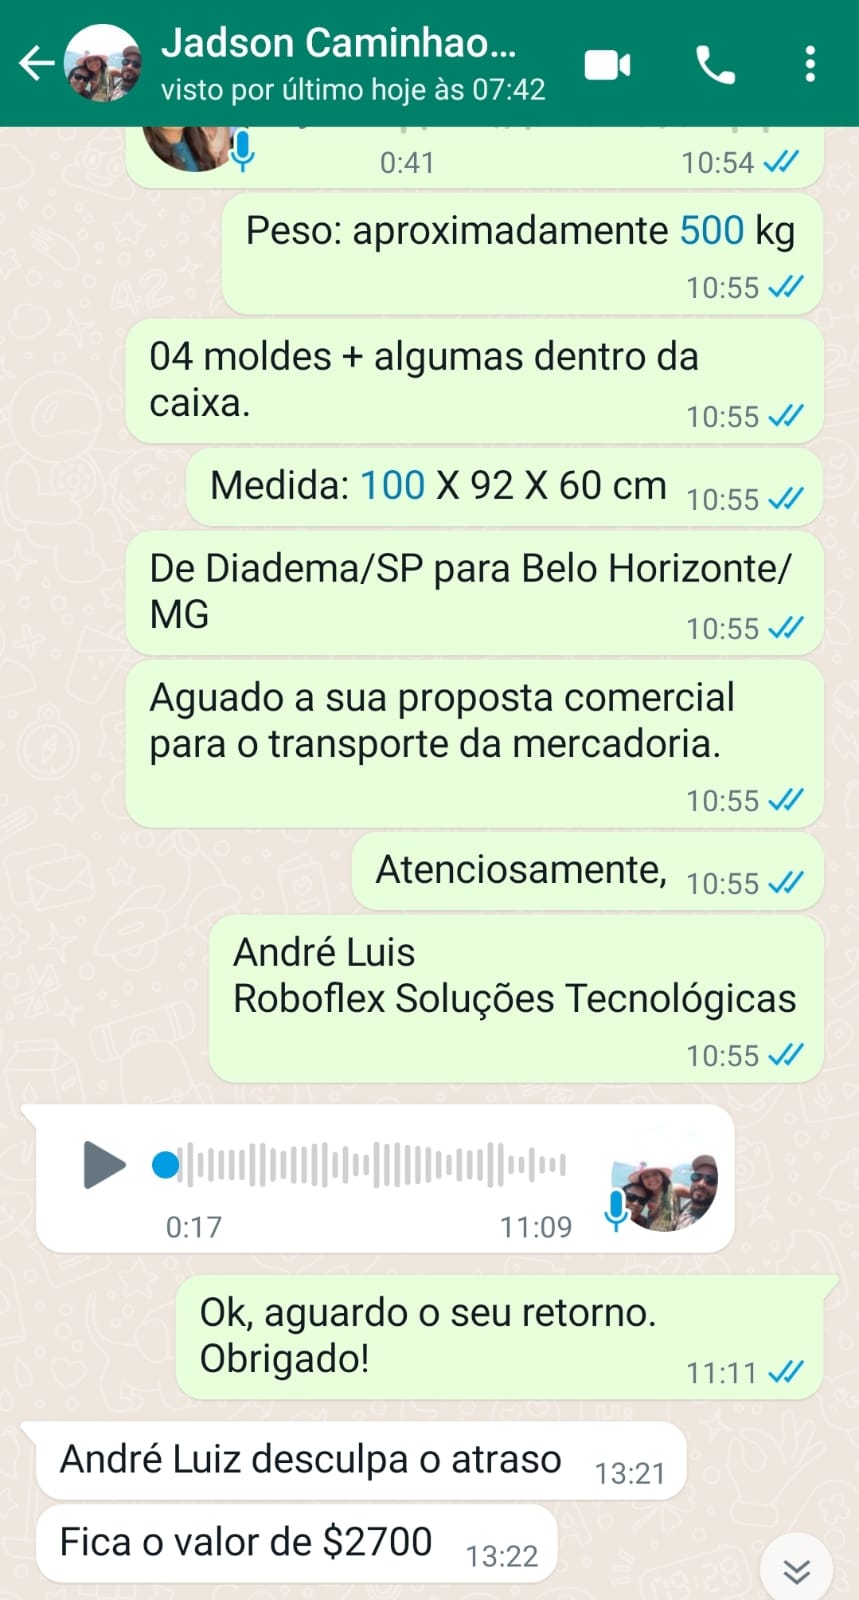 Jadson Caminhao...
visto por último hoje às 07:42
0:41
10:54
Peso: aproximadamente 500 kg
10:55
04 moldes + algumas dentro da
caixa.
10:55
Medida: 100 X 92 X 60 cm
10:55
De Diadema/SP para Belo Horizonte/
MG
10:55
Aguado a sua proposta comercial
para o transporte da mercadoria.
10:55
Atenciosamente,
10:55
André Luis
Roboflex Soluções Tecnológicas
10:55
0:17
11:09
Ok, aguardo o seu retorno.
Obrigado!
11:11
André Luiz desculpa o atraso
13:21
Fica o valor de $2700
13:22